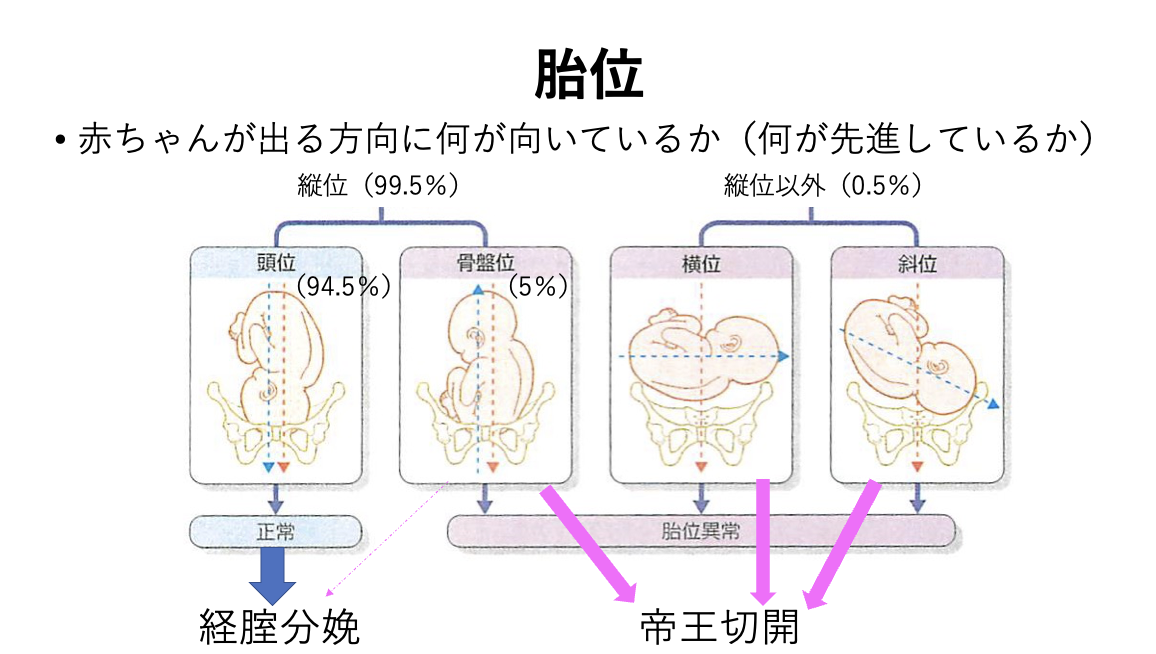 胎位
• 赤ちゃんが出る方向に何が向いているか（何が先進しているか）
縦位（99.5％）
縦位以外（0.5％）
頭位
（94.5％）
骨盤位
（5％）
横位
斜位
正常
胎位異常
経腟分娩
帝王切開